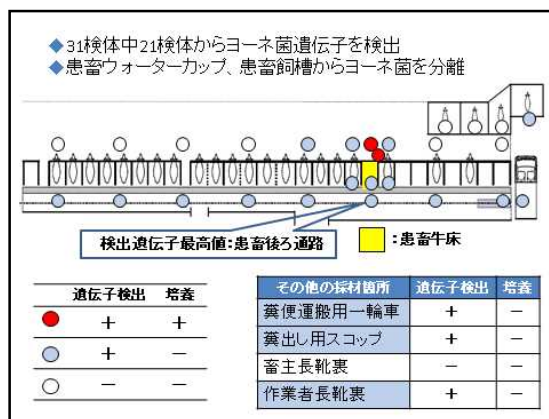 ◆31検体中21検体からヨーネ菌遺伝子を検出
◆患畜ウォーターカップ、患畜飼槽からヨーネ菌を分離
検出遺伝子最高値:患畜後ろ通路
:患畜牛床
遺伝子検出 培養
+ +
+ −
− −
その他の採材箇所 遺伝子検出 培養
糞便運搬用一輪車 + −
糞出し用スコップ + −
畜主長靴裏 − −
作業者長靴裏 + −